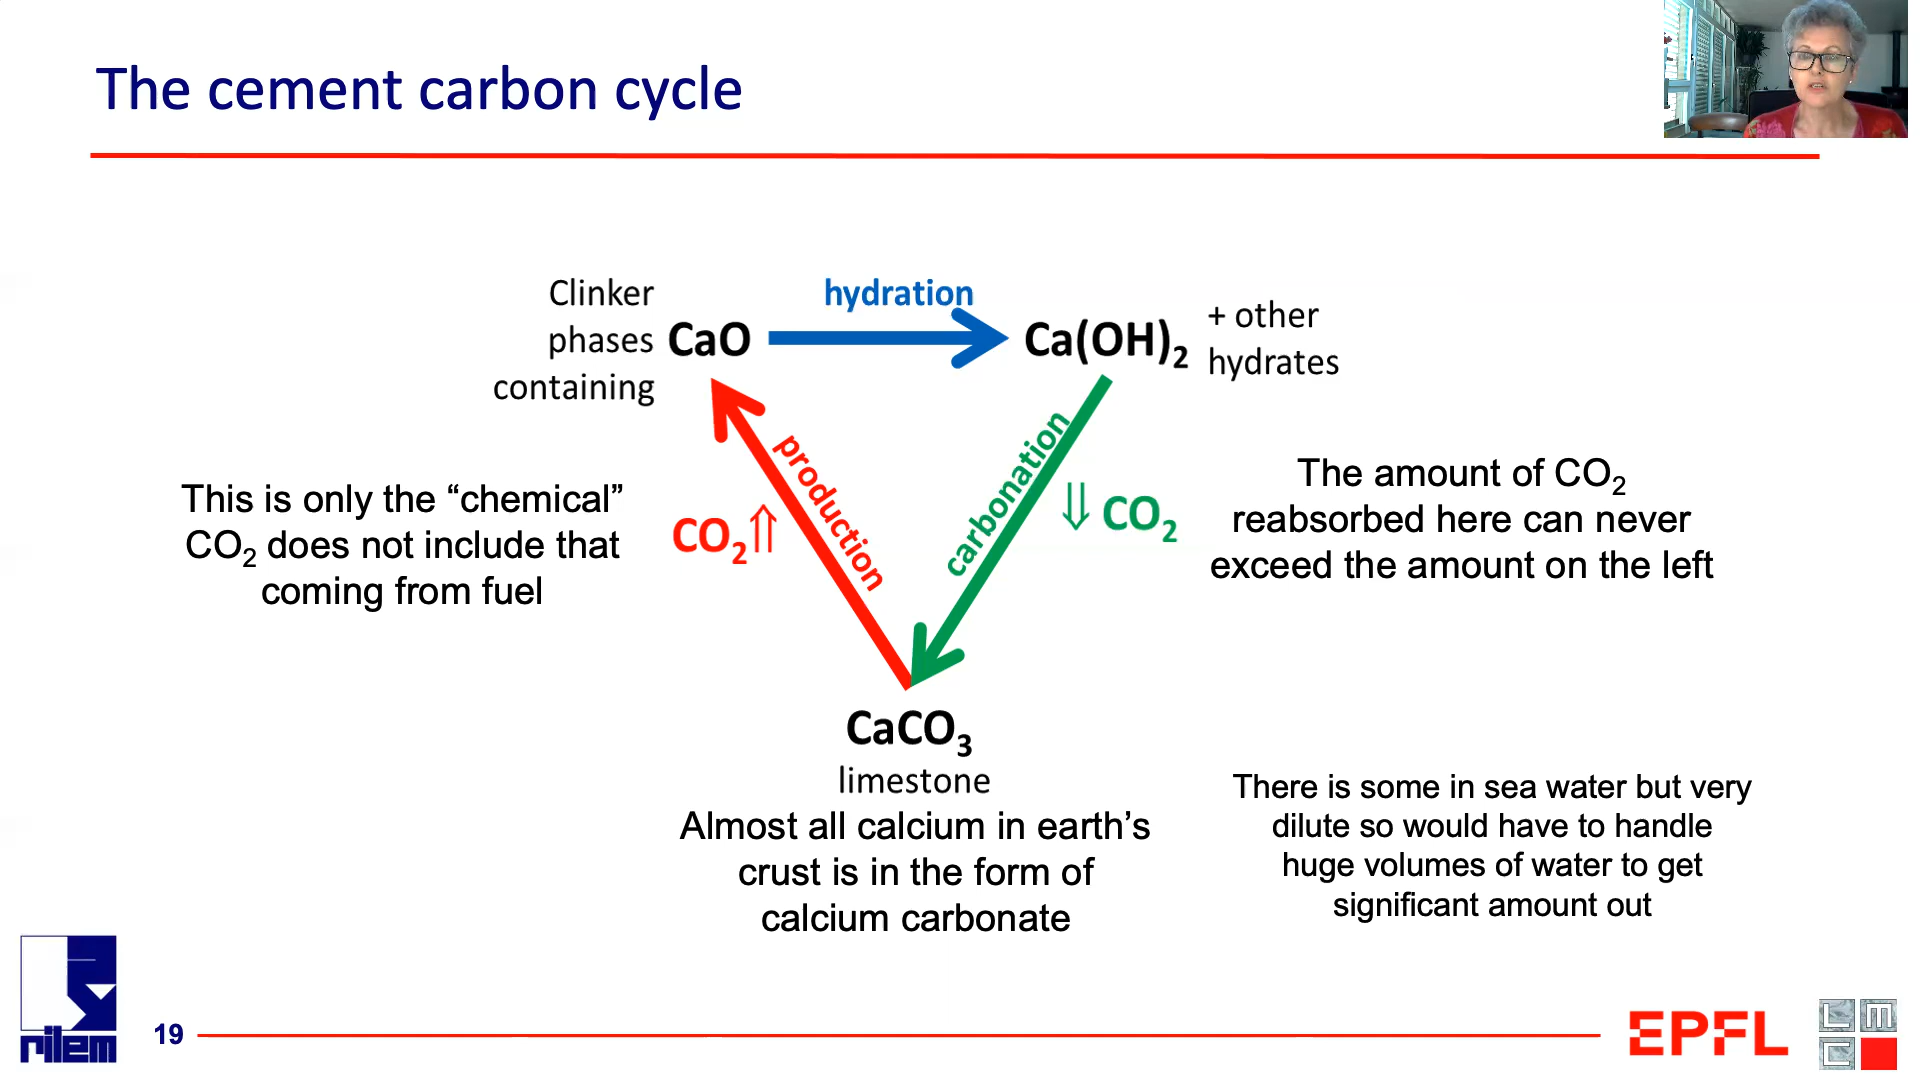 The cement carbon cycle
Clinker
phases
containing
CaO
hydration
Ca(OH)₂
+ other
hydrates
production
carbonation
CO₂⇑
⇓ CO₂
This is only the “chemical”
CO₂ does not include that
coming from fuel
The amount of CO₂
reabsorbed here can never
exceed the amount on the left
CaCO₃
limestone
Almost all calcium in earth’s
crust is in the form of
calcium carbonate
There is some in sea water but very
dilute so would have to handle
huge volumes of water to get
significant amount out
rilem
19
EPFL
LM
C